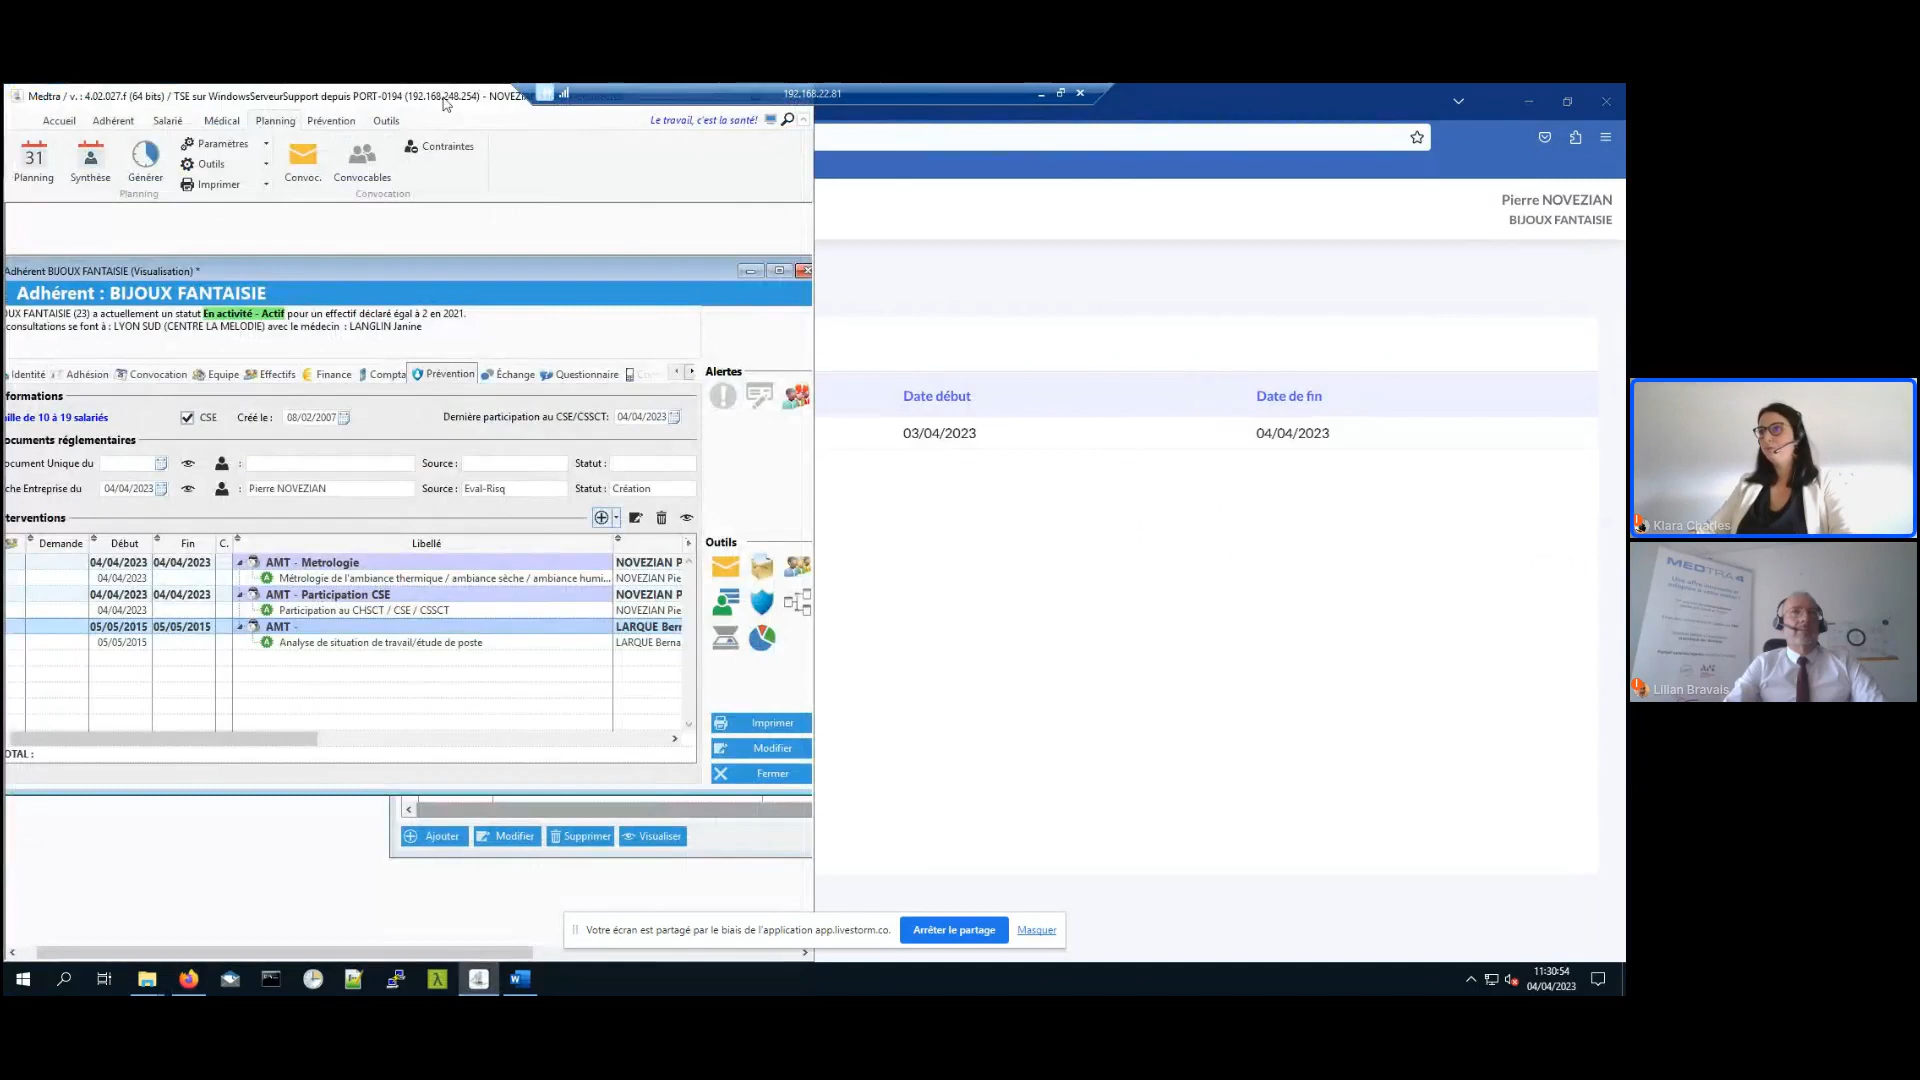 Medtra / v. : 4.02.027.f (64 bits) / TSE sur WindowsServeurSupport depuis PORT-0194 (192.168.248.254) - NOVEZI
192.168.22.81
Accueil Adhérent Salarié Médical Planning Prévention Outils
Le travail, c'est la santé!
Planning Synthèse Générer
31
Paramètres
Outils
Imprimer
Convoc. Convocables
Contraintes
Planning
Convocation
Pierre NOVEZIAN
BIJOUX FANTAISIE
Adhérent BIJOUX FANTAISIE (Visualisation) *
Adhérent : BIJOUX FANTAISIE
OUX FANTAISIE (23) a actuellement un statut En activité - Actif pour un effectif déclaré égal à 2 en 2021.
consultations se font à : LYON SUD (CENTRE LA MELODIE) avec le médecin : LANGLIN Janine
Identité Adhésion Convocation Equipe Effectifs Finance Compta Prévention Échange Questionnaire
Alertes
formations
aille de 10 à 19 salariés
CSE Créé le : 08/02/2007 Dernière participation au CSE/CSSCT: 04/04/2023
ocuments réglementaires
ocument Unique du : Source : Statut :
che Entreprise du 04/04/2023 : Pierre NOVEZIAN Source : Eval-Risq Statut : Création
terventions
Outils
Demande Début Fin C. Libellé
04/04/2023 04/04/2023 AMT - Metrologie NOVEZIAN P
04/04/2023 Métrologie de l'ambiance thermique / ambiance sèche / ambiance humi... NOVEZIAN Pie
04/04/2023 04/04/2023 AMT - Participation CSE NOVEZIAN P
04/04/2023 Participation au CHSCT / CSE / CSSCT NOVEZIAN Pie
05/05/2015 05/05/2015 AMT - LARQUE Bern
05/05/2015 Analyse de situation de travail/étude de poste LARQUE Berna
OTAL :
Imprimer
Modifier
Fermer
Ajouter Modifier Supprimer Visualiser
Date début Date de fin
03/04/2023 04/04/2023
Votre écran est partagé par le biais de l'application app.livestorm.co. Arrêter le partage Masquer
11:30:54
04/04/2023
Klara Charles
MEDTRA4
Lilian Bravais